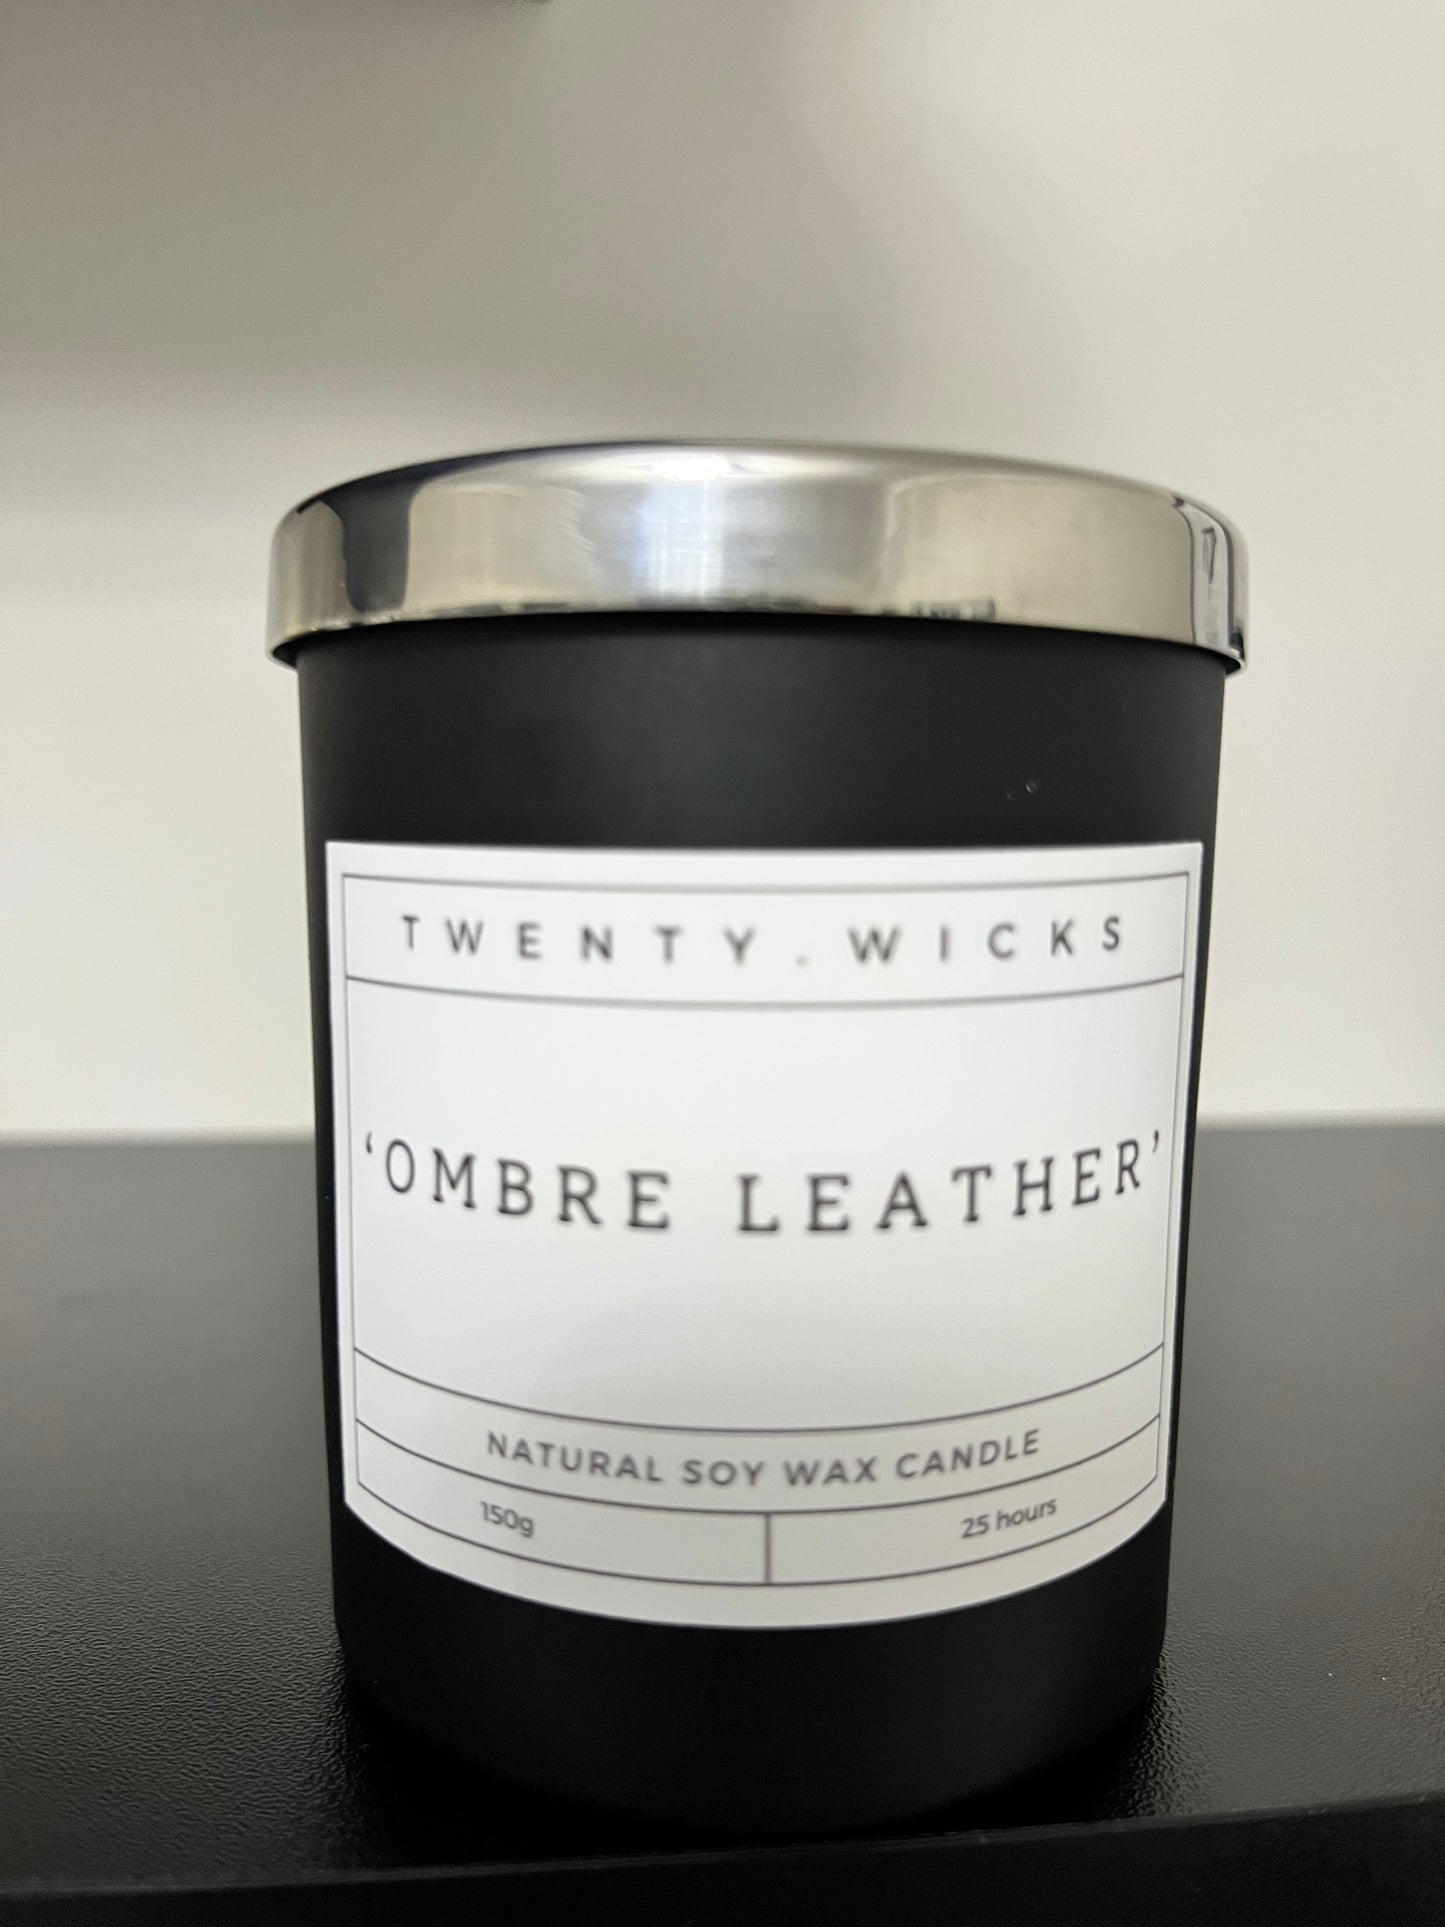 TWENTY.WICKS
‘OMBRE LEATHER’
NATURAL SOY WAX CANDLE
150g
25 hours